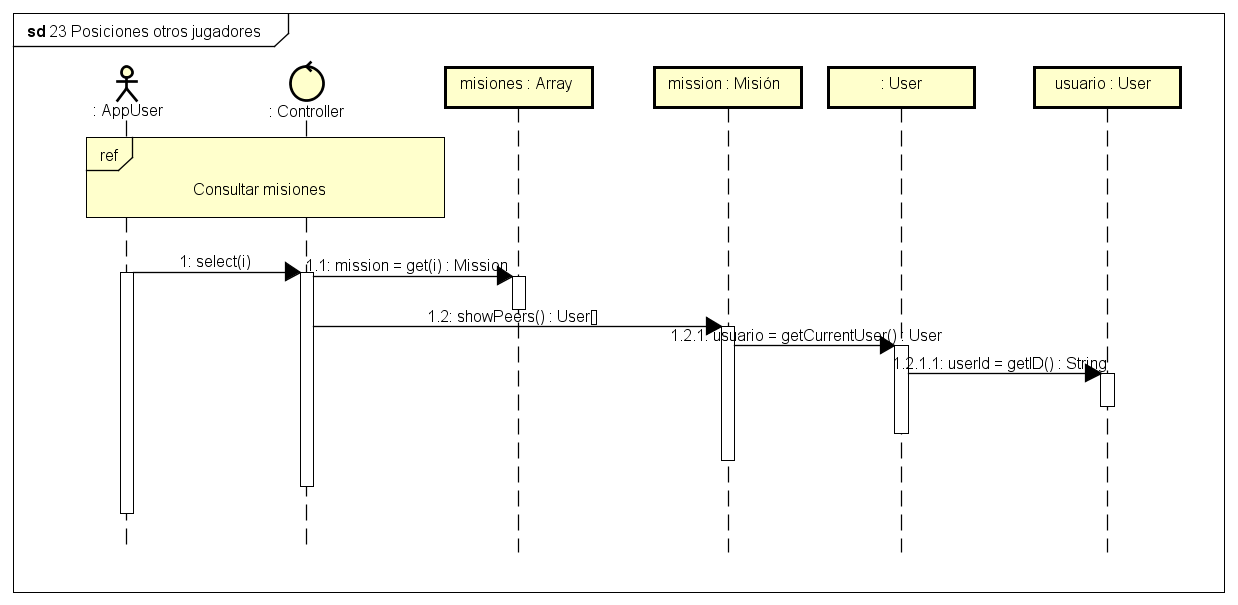 sd 23 Posiciones otros jugadores
: AppUser
: Controller
misiones : Array
mission : Misión
: User
usuario : User
ref
Consultar misiones
1: select(i)
1.1: mission = get(i) : Mission
1.2: showPeers() : User[]
1.2.1: usuario = getCurrentUser() : User
1.2.1.1: userId = getID() : String